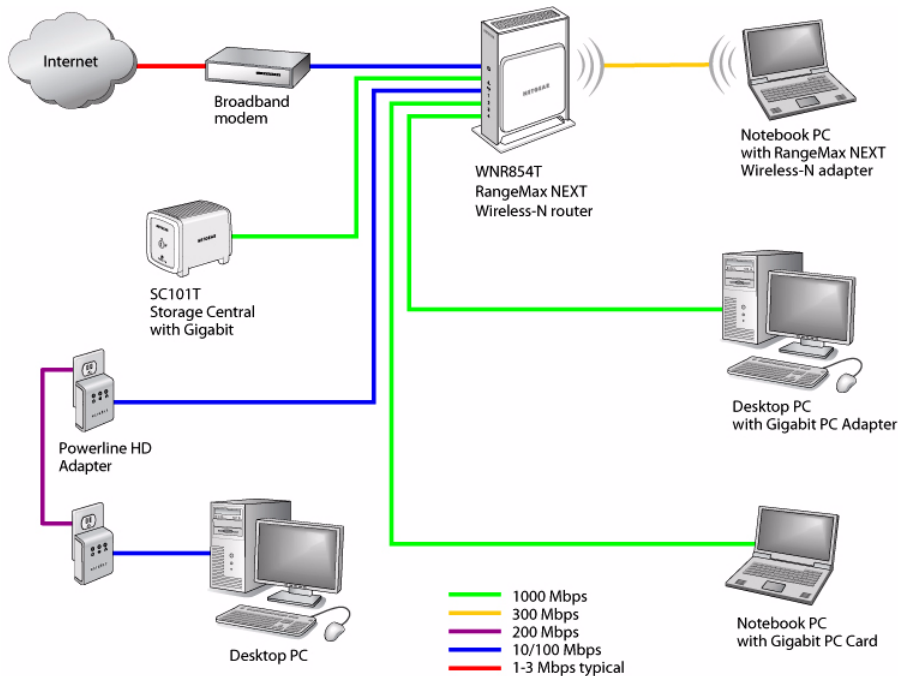 Internet
Broadband
modem
NETGEAR
WNR854T
RangeMax NEXT
Wireless-N router
Notebook PC
with RangeMax NEXT
Wireless-N adapter
NETGEAR
SC101T
Storage Central
with Gigabit
Desktop PC
with Gigabit PC Adapter
Powerline HD
Adapter
Desktop PC
Notebook PC
with Gigabit PC Card
1000 Mbps
300 Mbps
200 Mbps
10/100 Mbps
1-3 Mbps typical